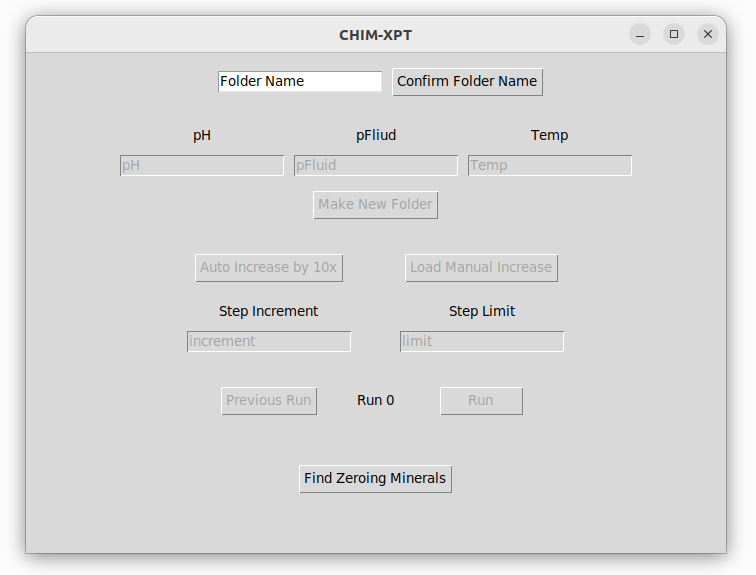 CHIM-XPT
Folder Name Confirm Folder Name
pH pFliud Temp
pH pFluid Temp
Make New Folder
Auto Increase by 10x Load Manual Increase
Step Increment Step Limit
increment limit
Previous Run Run 0 Run
Find Zeroing Minerals